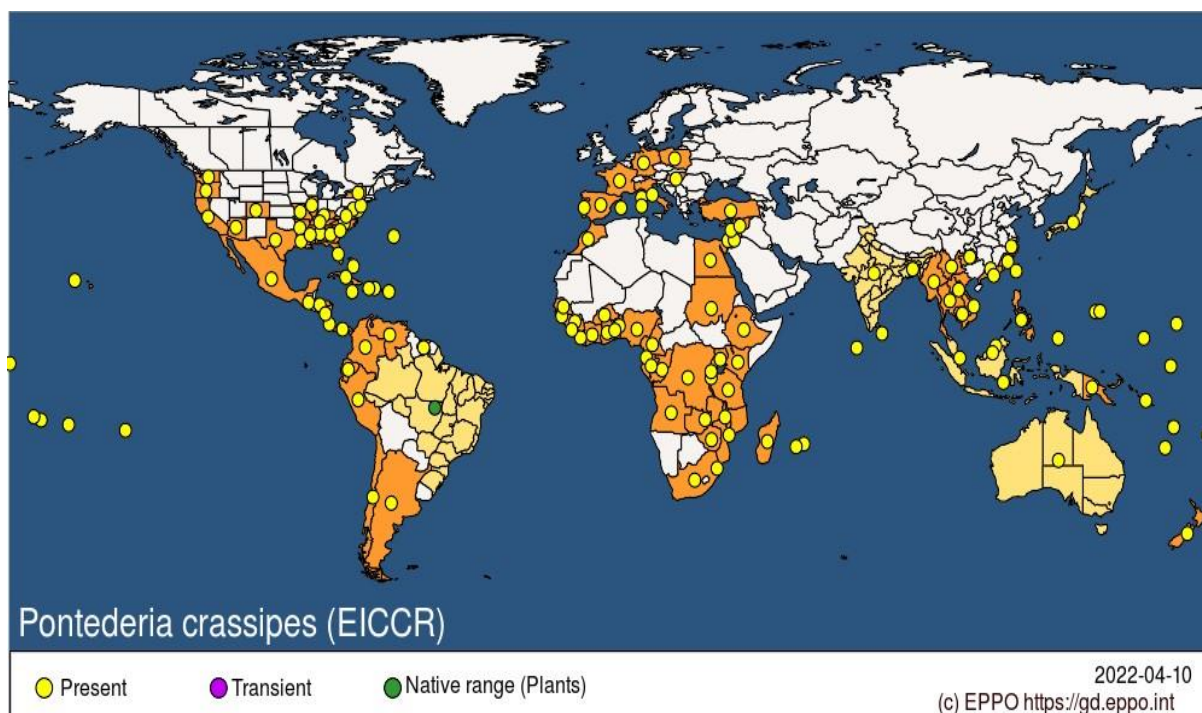 Pontederia crassipes (EICCR)
Present
Transient
Native range (Plants)
2022-04-10
(c) EPPO https://gd.eppo.int